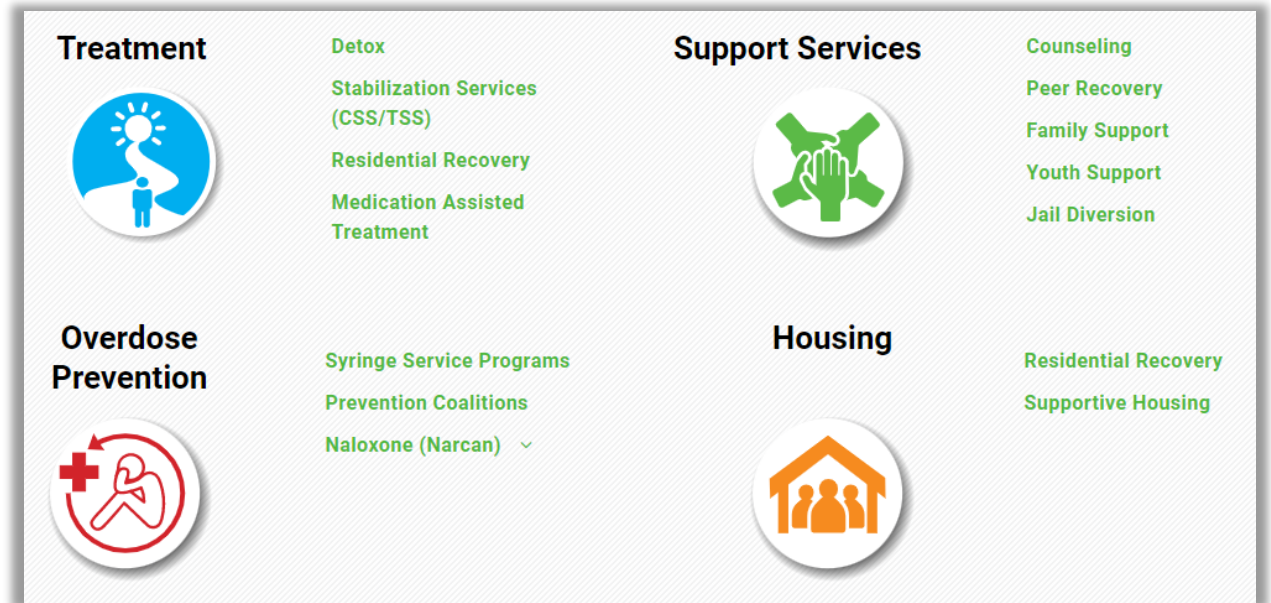 Treatment
Detox
Stabilization Services
(CSS/TSS)
Residential Recovery
Medication Assisted
Treatment
Support Services
Counseling
Peer Recovery
Family Support
Youth Support
Jail Diversion
Overdose
Prevention
Syringe Service Programs
Prevention Coalitions
Naloxone (Narcan)
Housing
Residential Recovery
Supportive Housing